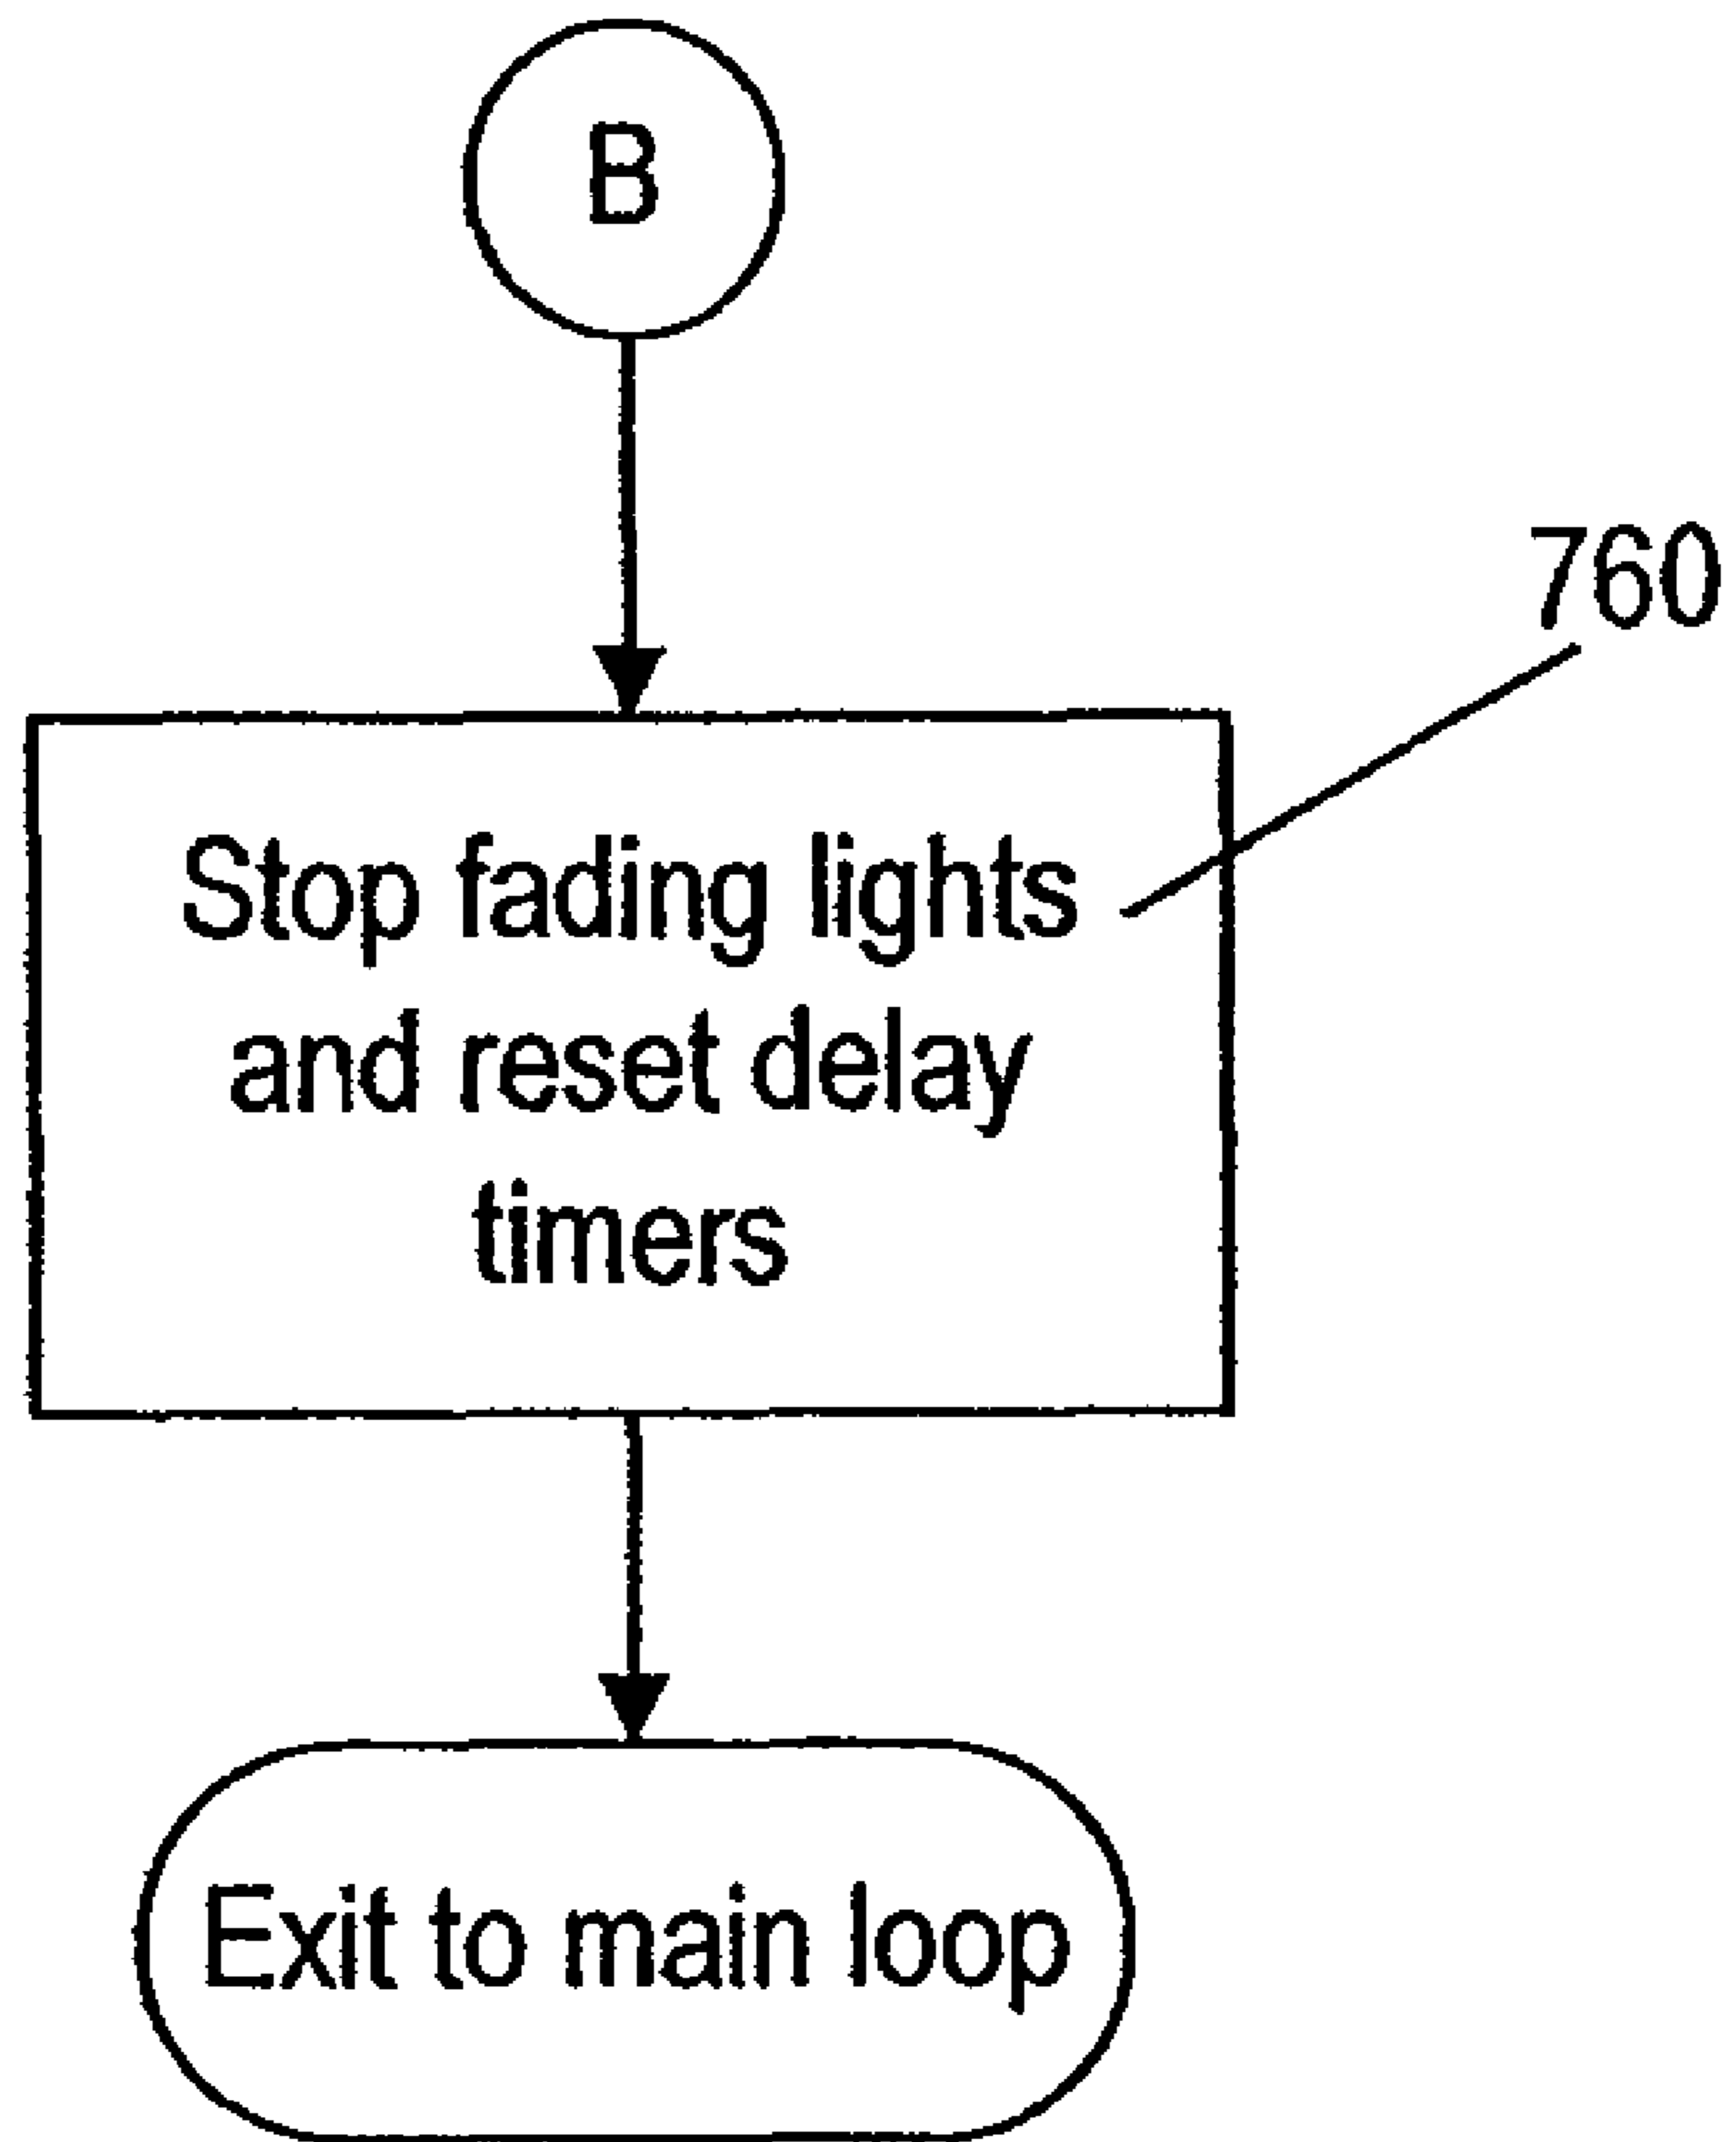 B
760
Stop fading lights
and reset delay
timers
Exit to main loop